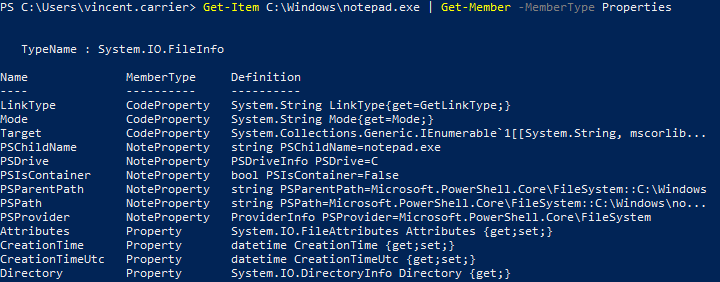 PS C:\Users\vincent.carrier> Get-Item C:\Windows\notepad.exe | Get-Member -MemberType Properties
TypeName : System.IO.FileInfo
Name MemberType Definition
---- ---------- ----------
LinkType CodeProperty System.String LinkType{get=GetLinkType;}
Mode CodeProperty System.String Mode{get=Mode;}
Target CodeProperty System.Collections.Generic.IEnumerable`1[[System.String, mscorlib...
PSChildName NoteProperty string PSChildName=notepad.exe
PSDrive NoteProperty PSDriveInfo PSDrive=C
PSIsContainer NoteProperty bool PSIsContainer=False
PSParentPath NoteProperty string PSParentPath=Microsoft.PowerShell.Core\FileSystem::C:\Windows
PSPath NoteProperty string PSPath=Microsoft.PowerShell.Core\FileSystem::C:\Windows\no...
PSProvider NoteProperty ProviderInfo PSProvider=Microsoft.PowerShell.Core\FileSystem
Attributes Property System.IO.FileAttributes Attributes {get;set;}
CreationTime Property datetime CreationTime {get;set;}
CreationTimeUtc Property datetime CreationTimeUtc {get;set;}
Directory Property System.IO.DirectoryInfo Directory {get;}